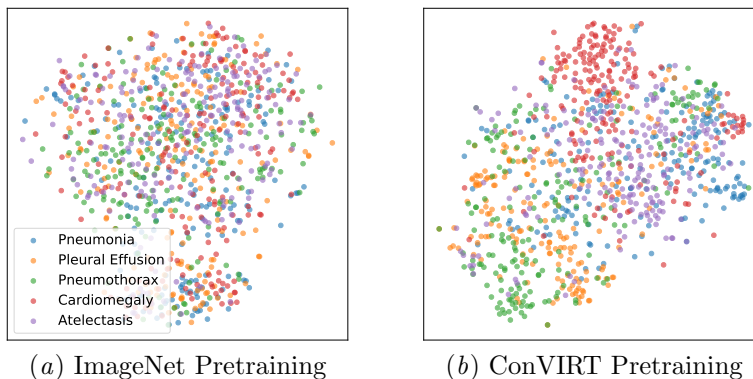 Pneumonia
Pleural Effusion
Pneumothorax
Cardiomegaly
Atelectasis
(a) ImageNet Pretraining
(b) ConVIRT Pretraining